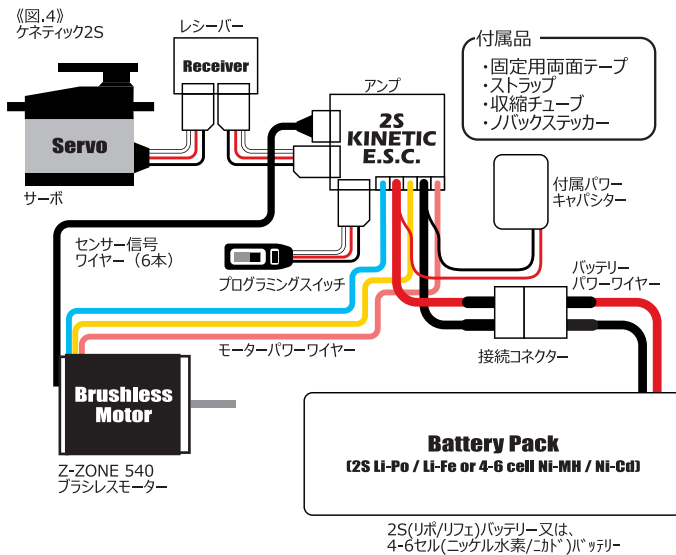 《図.4》
ケネティック2S
レシーバー
Receiver
アンプ
2S
KINETIC
E.S.C.
付属品
・固定用両面テープ
・ストラップ
・収縮チューブ
・ノバックステッカー
Servo
サーボ
付属パワー
キャパシター
センサー信号
ワイヤー（6本）
プログラミングスイッチ
バッテリー
パワーワイヤー
モーターパワーワイヤー
接続コネクター
Brushless
Motor
Z-ZONE 540
ブラシレスモーター
Battery Pack
(2S Li-Po / Li-Fe or 4-6 cell Ni-MH / Ni-Cd)
2S(リポ/リフェ)バッテリー又は、
4-6セル(ニッケル水素/ニカド)バッテリー